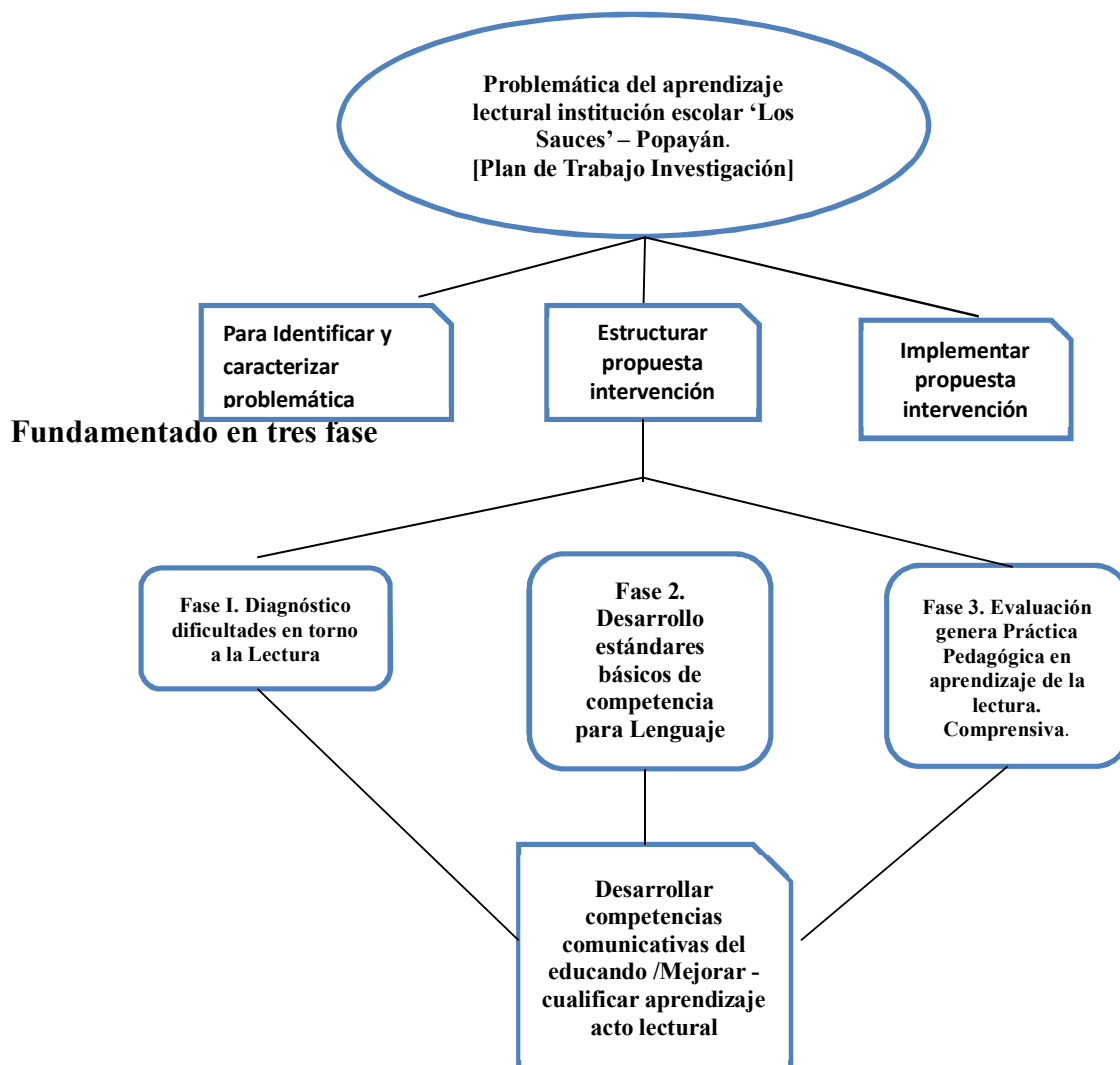 Problemática del aprendizaje
lectural institución escolar ‘Los
Sauces’ – Popayán.
[Plan de Trabajo Investigación]
Para Identificar y
caracterizar
problemática
Estructurar
propuesta
intervención
Implementar
propuesta
intervención
Fundamentado en tres fase
Fase I. Diagnóstico
dificultades en torno
a la Lectura
Fase 2.
Desarrollo
estándares
básicos de
competencia
para Lenguaje
Fase 3. Evaluación
genera Práctica
Pedagógica en
aprendizaje de la
lectura.
Comprensiva.
Desarrollar
competencias
comunicativas del
educando /Mejorar -
cualificar aprendizaje
acto lectural